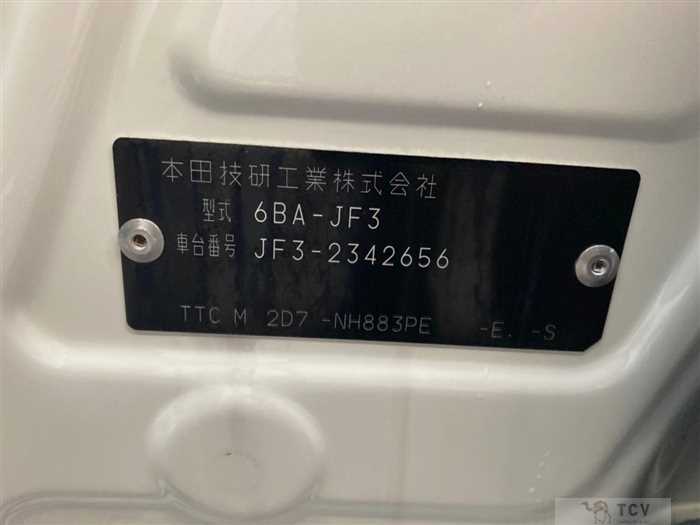 本田技研工業株式会社
型式 6BA-JF3
車台番号 JF3-2342656
TTC M 2D7 -NH883PE -E. -S
TCV